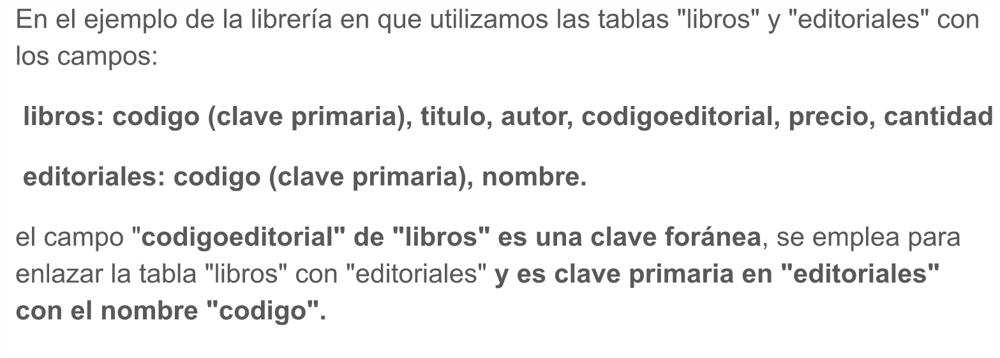 En el ejemplo de la librería en que utilizamos las tablas "libros" y "editoriales" con
los campos:
libros: codigo (clave primaria), titulo, autor, codigoeditorial, precio, cantidad
editoriales: codigo (clave primaria), nombre.
el campo "codigoeditorial" de "libros" es una clave foránea, se emplea para
enlazar la tabla "libros" con "editoriales" y es clave primaria en "editoriales"
con el nombre "codigo".